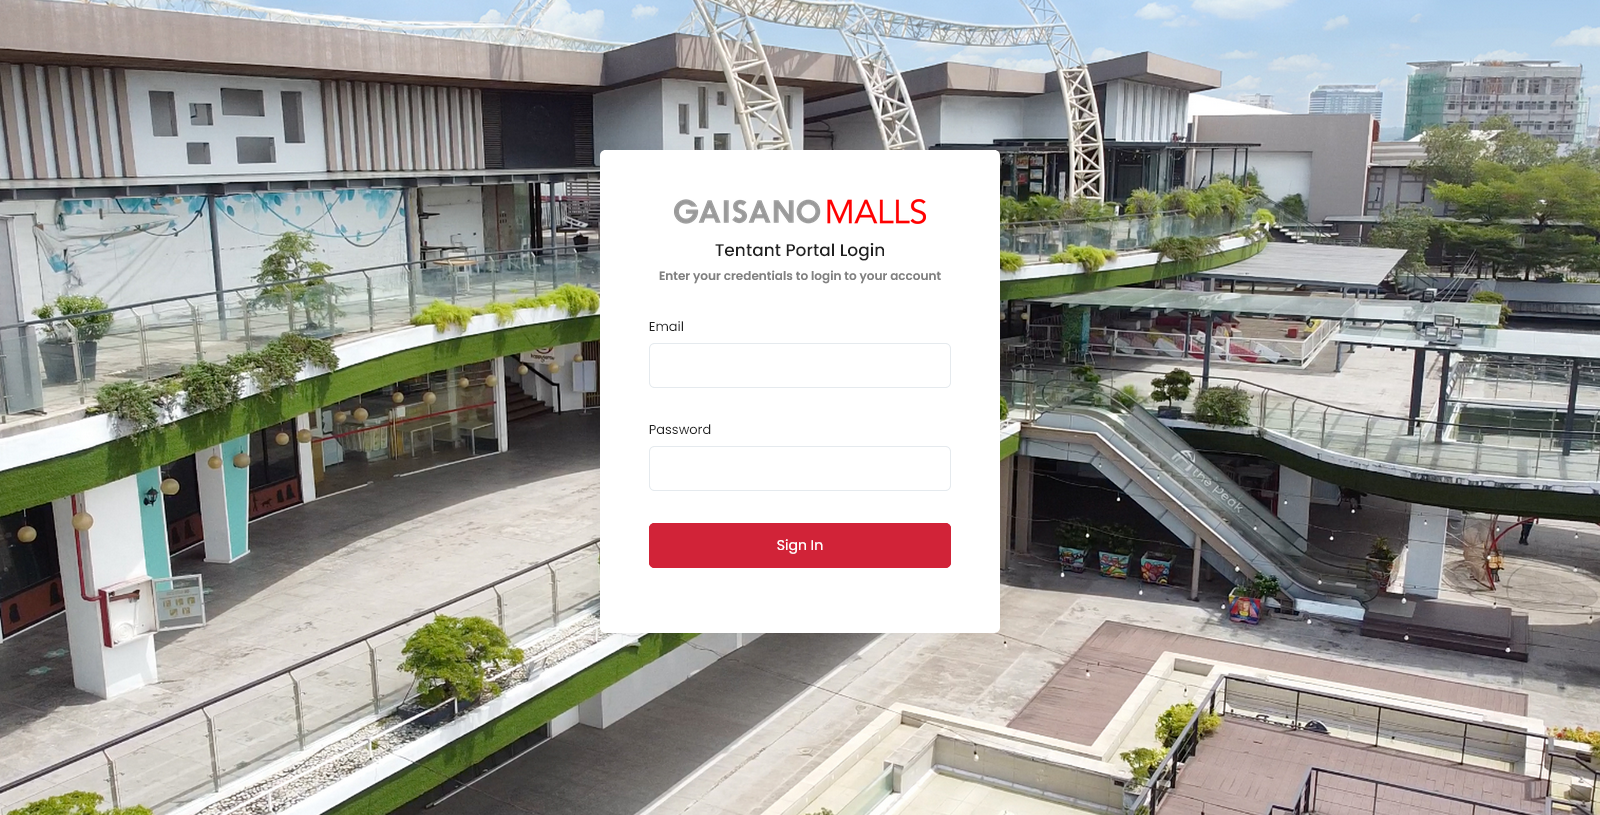 GAISANO MALLS
Tentant Portal Login
Enter your credentials to login to your account
Email
Password
Sign In
the peak